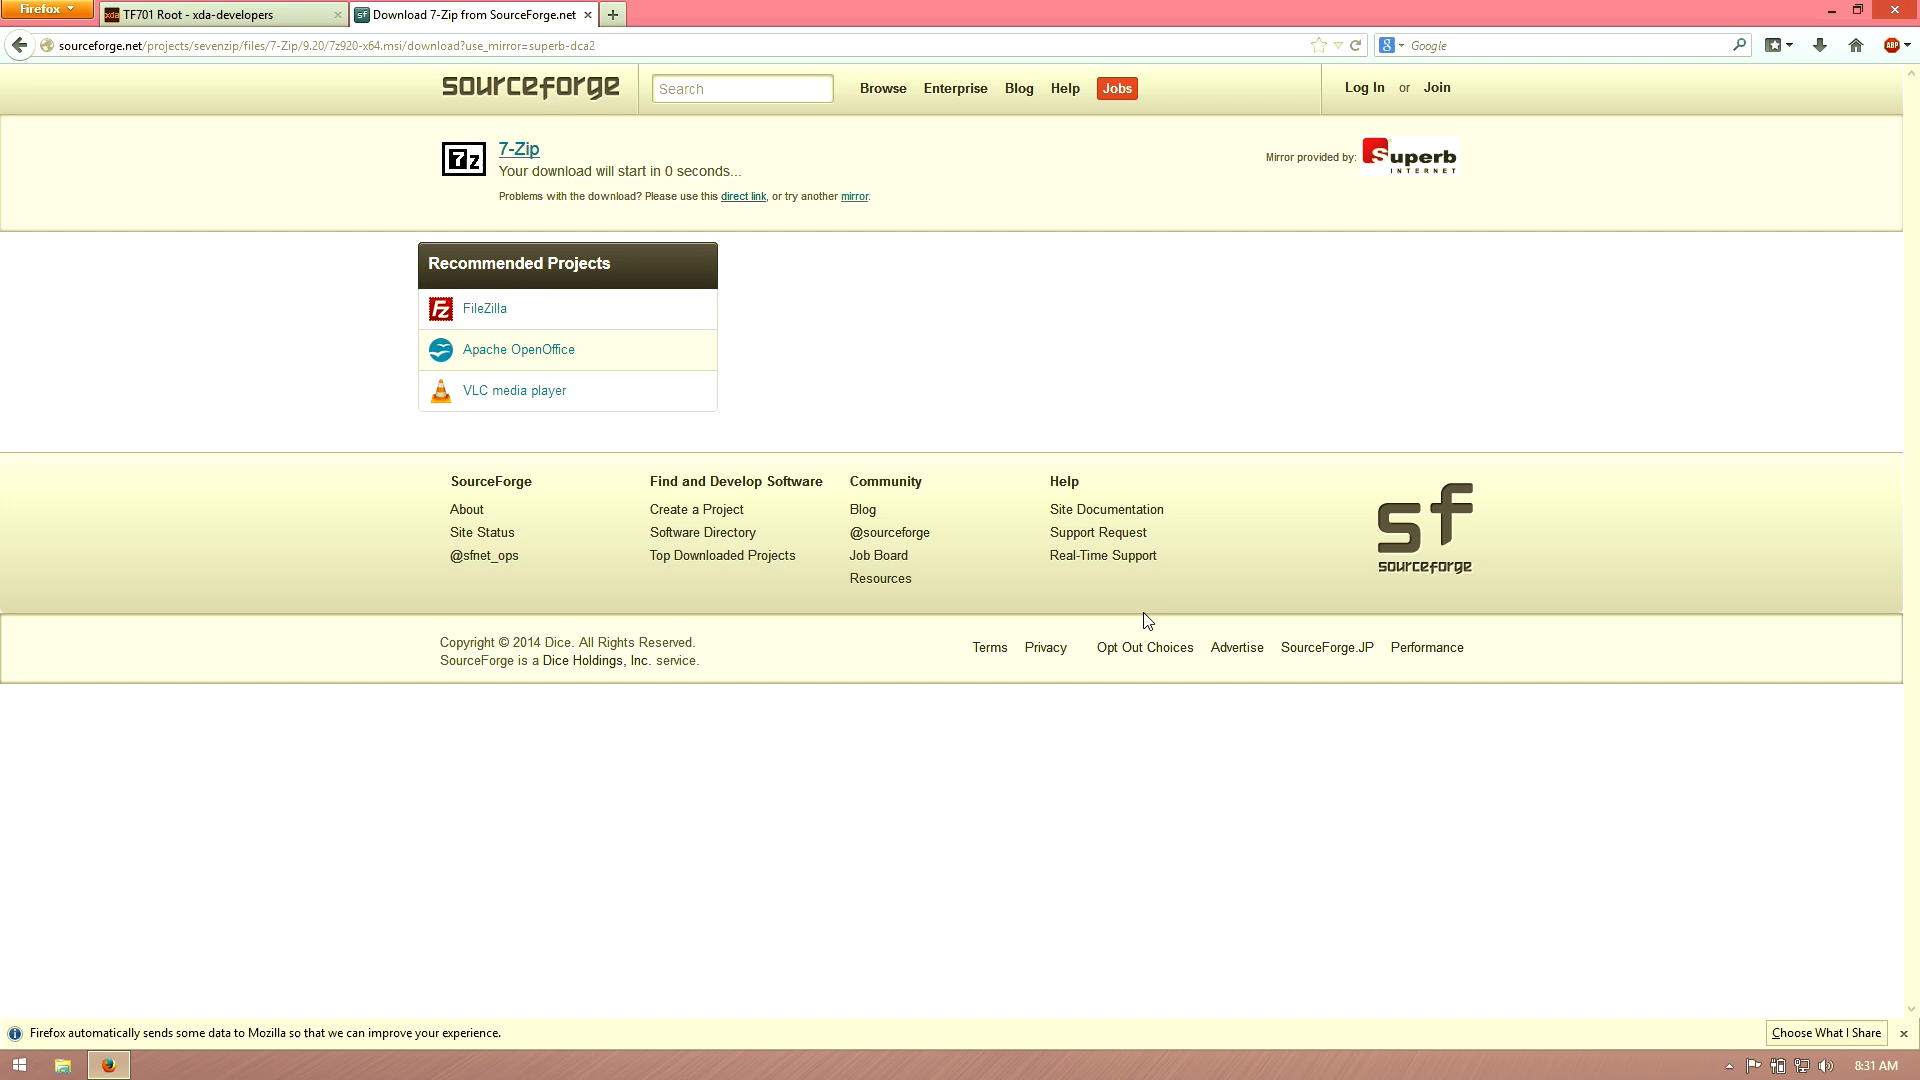 Firefox
TF701 Root - xda-developers
Download 7-Zip from SourceForge.net
sourceforge.net/projects/sevenzip/files/7-Zip/9.20/7z920-x64.msi/download?use_mirror=superb-dca2
Google
ABP
sourceforge
Search
Browse
Enterprise
Blog
Help
Jobs
Log In or Join
7z
7-Zip
Your download will start in 0 seconds...
Problems with the download? Please use this direct link, or try another mirror.
Mirror provided by:
Superb
INTERNET
Recommended Projects
FileZilla
Apache OpenOffice
VLC media player
SourceForge
About
Site Status
@sfnet_ops
Find and Develop Software
Create a Project
Software Directory
Top Downloaded Projects
Community
Blog
@sourceforge
Job Board
Resources
Help
Site Documentation
Support Request
Real-Time Support
sf
sourceforge
Copyright © 2014 Dice. All Rights Reserved.
SourceForge is a Dice Holdings, Inc. service.
Terms
Privacy
Opt Out Choices
Advertise
SourceForge.JP
Performance
Firefox automatically sends some data to Mozilla so that we can improve your experience.
Choose What I Share
8:31 AM